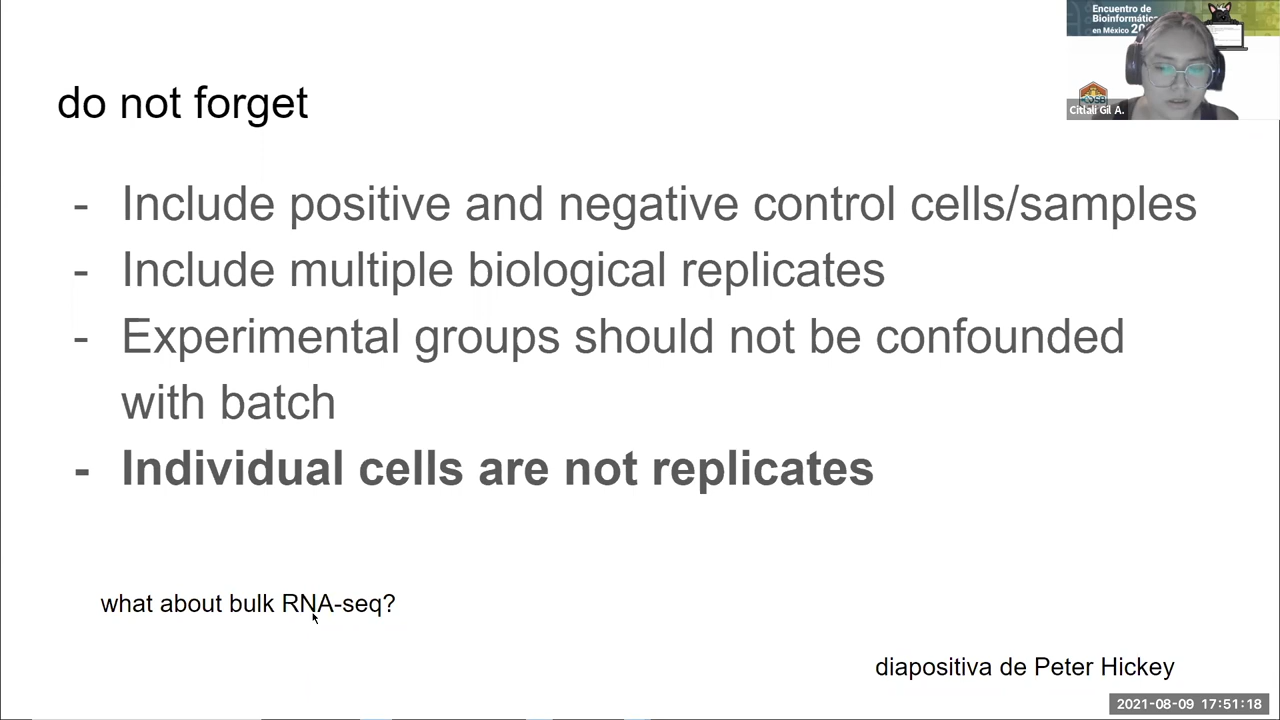 Encuentro de
Bioinformátic
en México 20
Citlali Gil A.
do not forget
- Include positive and negative control cells/samples
- Include multiple biological replicates
- Experimental groups should not be confounded
with batch
- Individual cells are not replicates
what about bulk RNA-seq?
diapositiva de Peter Hickey
2021-08-09 17:51:18